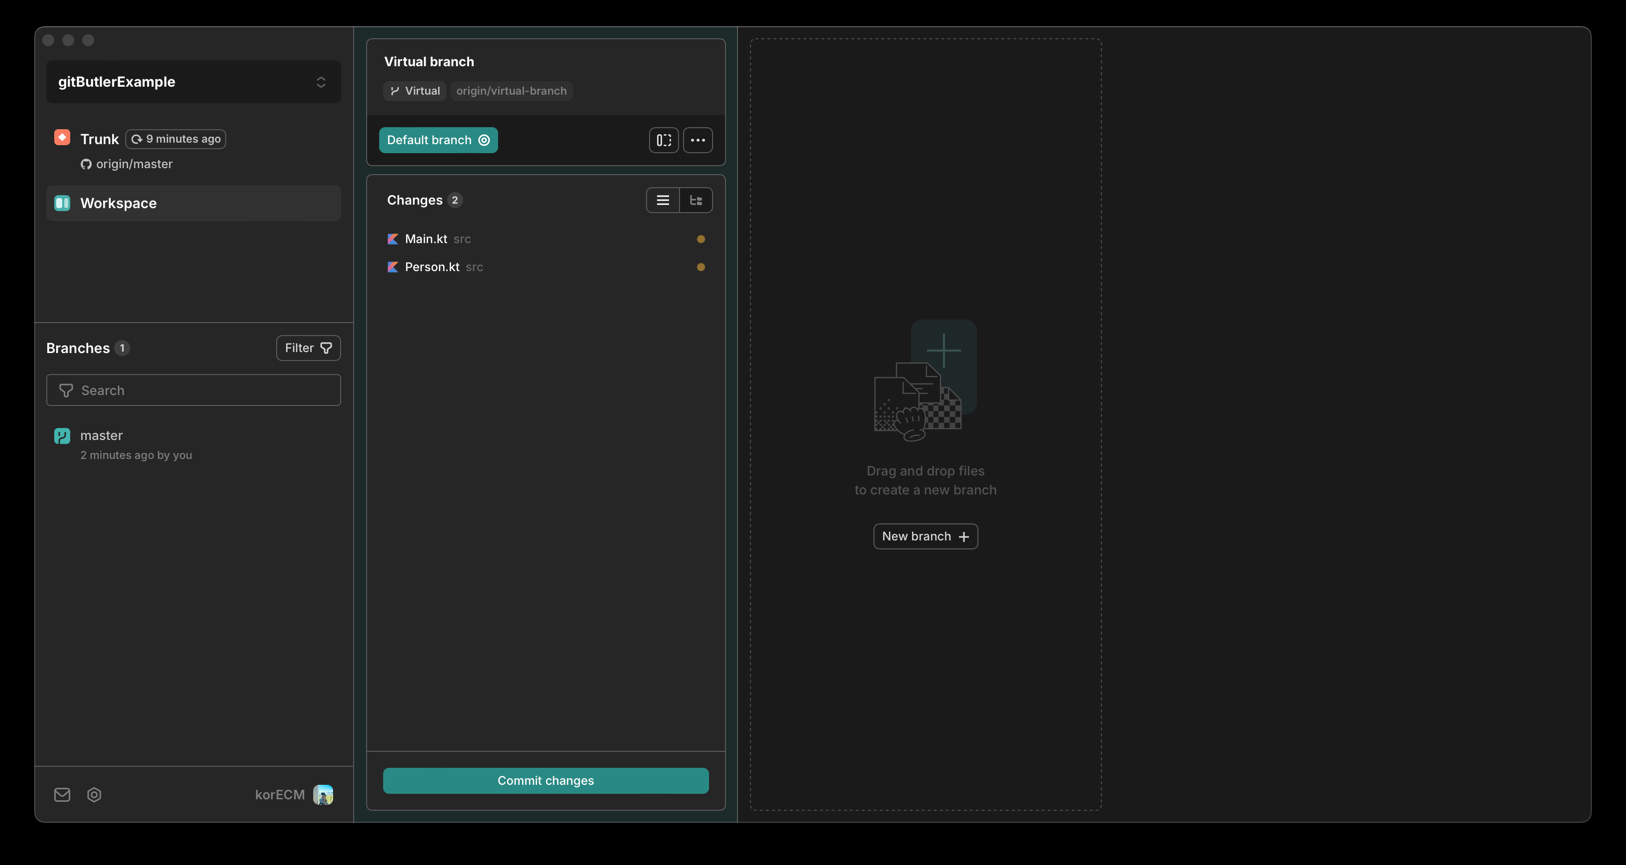 gitButlerExample
Trunk
9 minutes ago
origin/master
Workspace
Branches 1
Filter
Search
master
2 minutes ago by you
korECM
Virtual branch
Virtual
origin/virtual-branch
Default branch
Changes 2
Main.kt src
Person.kt src
Commit changes
Drag and drop files
to create a new branch
New branch